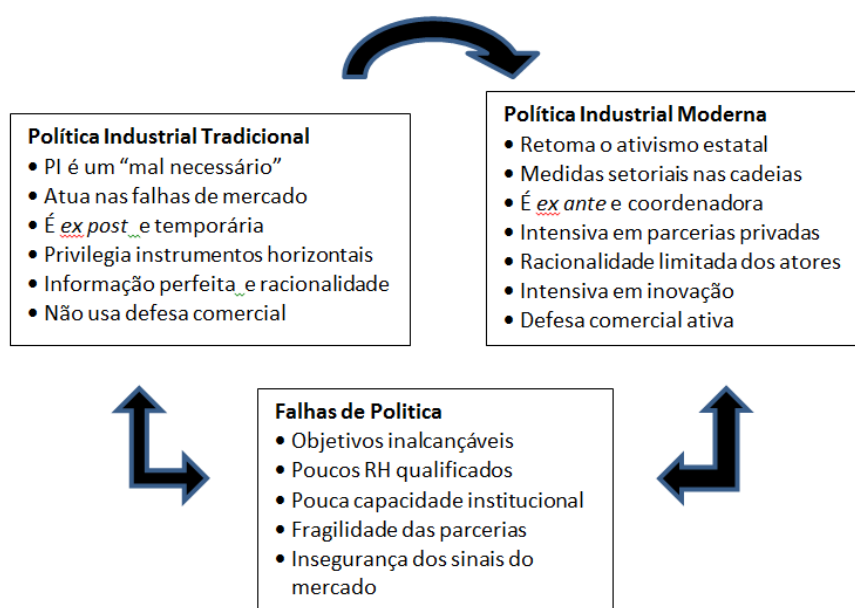 Política Industrial Tradicional
• PI é um “mal necessário”
• Atua nas falhas de mercado
• É ex post e temporária
• Privilegia instrumentos horizontais
• Informação perfeita e racionalidade
• Não usa defesa comercial
Política Industrial Moderna
• Retoma o ativismo estatal
• Medidas setoriais nas cadeias
• É ex ante e coordenadora
• Intensiva em parcerias privadas
• Racionalidade limitada dos atores
• Intensiva em inovação
• Defesa comercial ativa
Falhas de Politica
• Objetivos inalcançáveis
• Poucos RH qualificados
• Pouca capacidade institucional
• Fragilidade das parcerias
• Insegurança dos sinais do
mercado